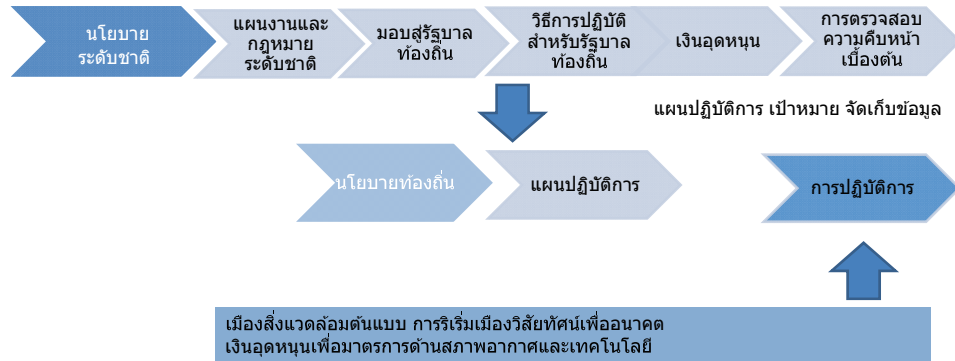 นโยบาย
ระดับชาติ
แผนงานและ
กฎหมาย
ระดับชาติ
มอบสู่รัฐบาล
ท้องถิ่น
วิธีการปฏิบัติ
สำหรับรัฐบาล
ท้องถิ่น
เงินอุดหนุน
การตรวจสอบ
ความคืบหน้า
เบื้องต้น
แผนปฏิบัติการ เป้าหมาย จัดเก็บข้อมูล
นโยบายท้องถิ่น
แผนปฏิบัติการ
การปฏิบัติการ
เมืองสิ่งแวดล้อมต้นแบบ การริเริ่มเมืองวิสัยทัศน์เพื่ออนาคต
เงินอุดหนุนเพื่อมาตรการด้านสภาพอากาศและเทคโนโลยี